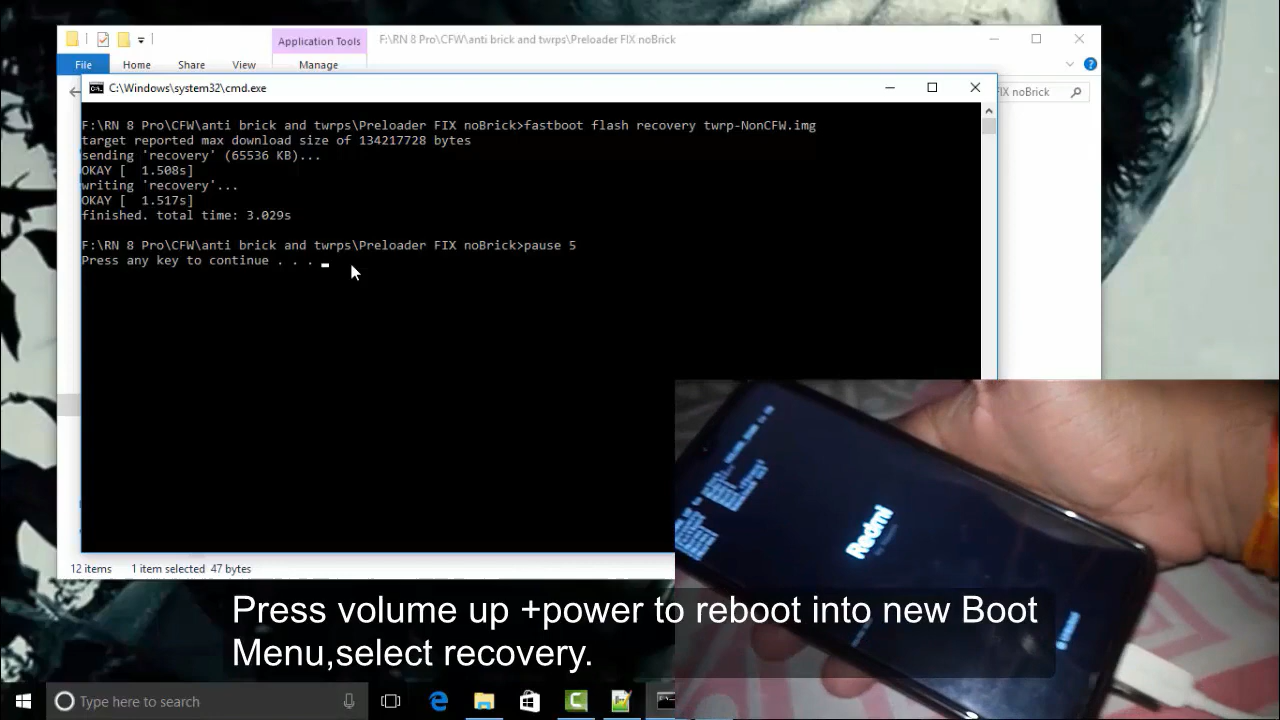 Application Tools
F:\RN 8 Pro\CFW\anti brick and twrps\Preloader FIX noBrick
File
Home
Share
View
Manage
C:\Windows\system32\cmd.exe
FIX noBrick
F:\RN 8 Pro\CFW\anti brick and twrps\Preloader FIX noBrick>fastboot flash recovery twrp-NonCFW.img
target reported max download size of 134217728 bytes
sending 'recovery' (65536 KB)...
OKAY [  1.508s]
writing 'recovery'...
OKAY [  1.517s]
finished. total time: 3.029s
F:\RN 8 Pro\CFW\anti brick and twrps\Preloader FIX noBrick>pause 5
Press any key to continue . . .
Redmi
12 items
1 item selected 47 bytes
Press volume up +power to reboot into new Boot
Menu,select recovery.
Type here to search